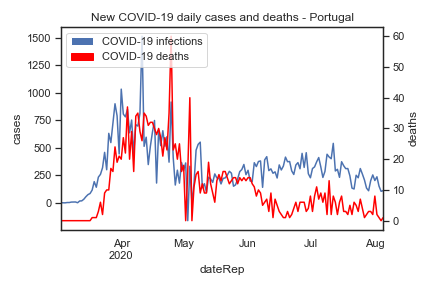 New COVID-19 daily cases and deaths - Portugal
COVID-19 infections
COVID-19 deaths
1500
1250
1000
750
500
250
0
cases
60
50
40
30
20
10
0
deaths
Apr
2020
May
Jun
Jul
Aug
dateRep